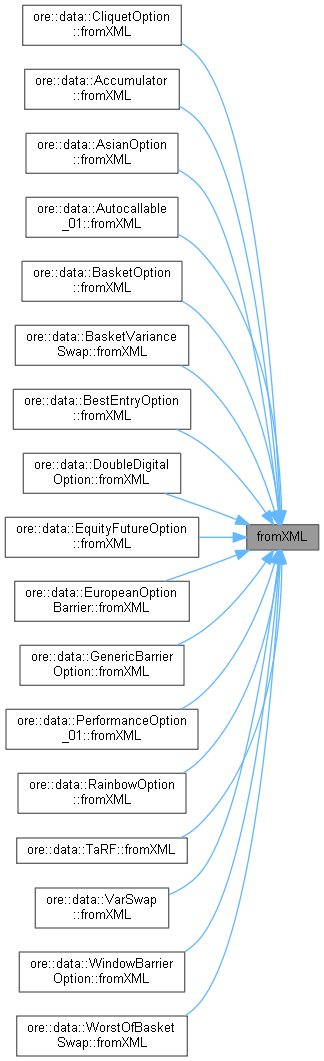 ore::data::CliquetOption
::fromXML
ore::data::Accumulator
::fromXML
ore::data::AsianOption
::fromXML
ore::data::Autocallable
_01::fromXML
ore::data::BasketOption
::fromXML
ore::data::BasketVariance
Swap::fromXML
ore::data::BestEntryOption
::fromXML
ore::data::DoubleDigital
Option::fromXML
ore::data::EquityFutureOption
::fromXML
fromXML
ore::data::EuropeanOption
Barrier::fromXML
ore::data::GenericBarrier
Option::fromXML
ore::data::PerformanceOption
_01::fromXML
ore::data::RainbowOption
::fromXML
ore::data::TaRF::fromXML
ore::data::VarSwap
::fromXML
ore::data::WindowBarrier
Option::fromXML
ore::data::WorstOfBasket
Swap::fromXML